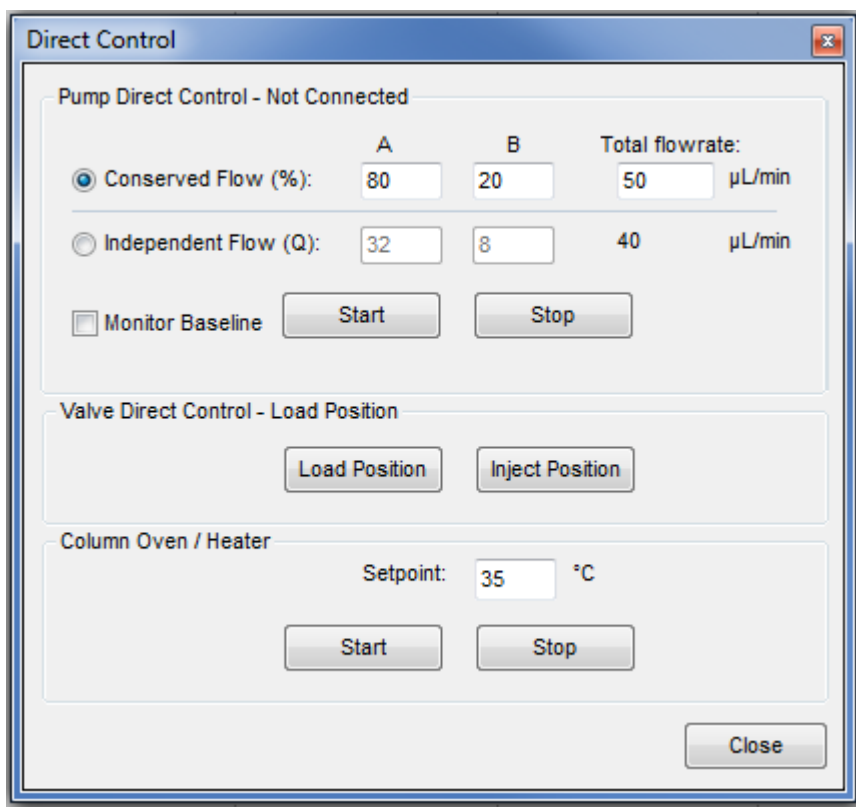 Direct Control
Pump Direct Control - Not Connected
A B Total flowrate:
Conserved Flow (%): 80 20 50 µL/min
Independent Flow (Q): 32 8 40 µL/min
Monitor Baseline Start Stop
Valve Direct Control - Load Position
Load Position Inject Position
Column Oven / Heater
Setpoint: 35 °C
Start Stop
Close